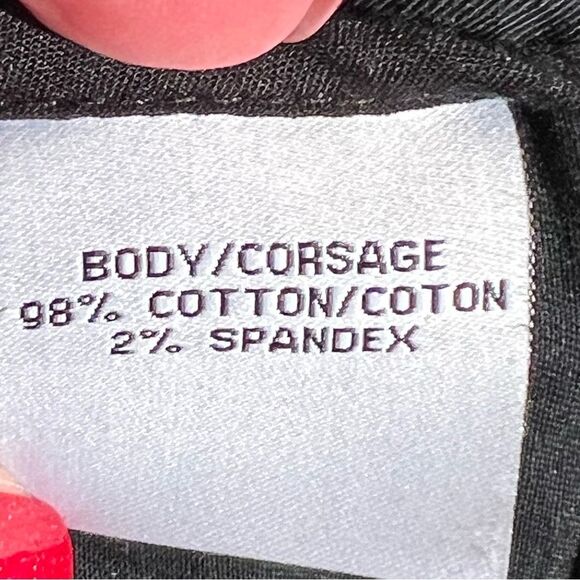 BODY/CORSAGE
98% COTTON/COTON
2% SPANDEX